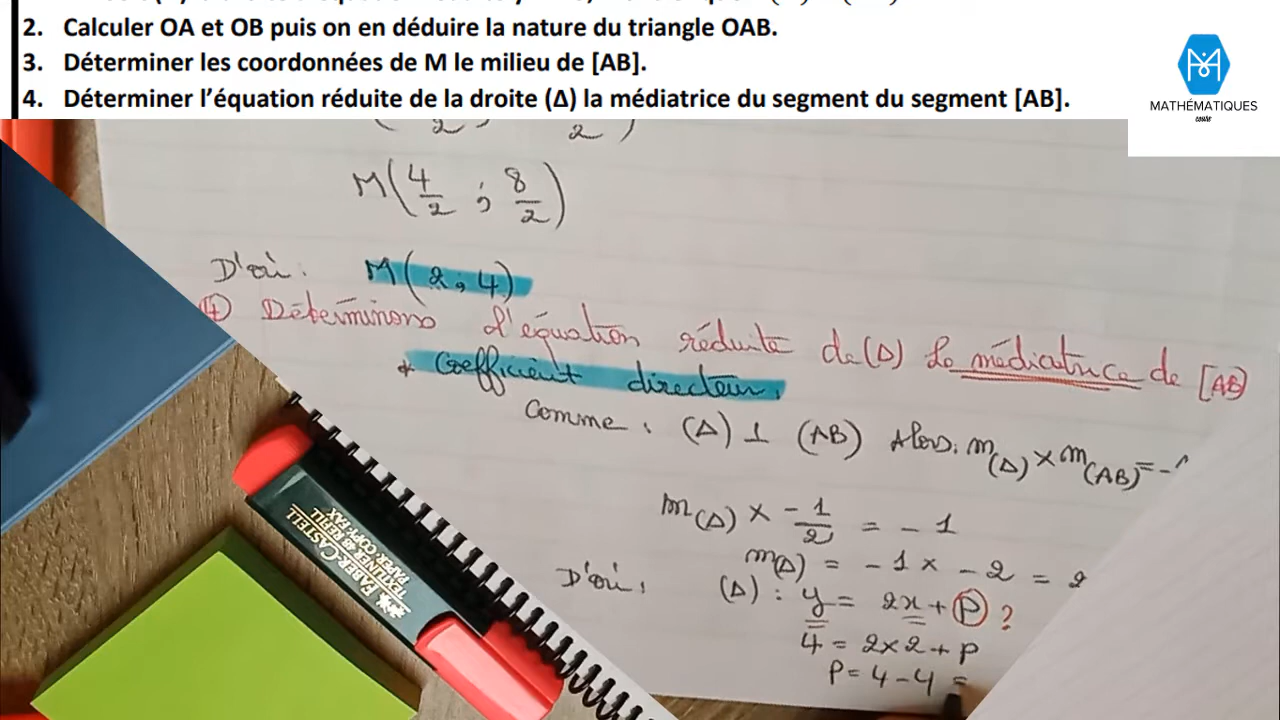 2. Calculer OA et OB puis on en déduire la nature du triangle OAB.
3. Déterminer les coordonnées de M le milieu de [AB].
4. Déterminer l’équation réduite de la droite (Δ) la médiatrice du segment du segment [AB].
MATHÉMATIQUES
cours
M(4/2 ; 8/2)
D'où: M(2,4)
④ Déterminons l'équation réduite de (Δ) la médiatrice de [AB)
* Coefficient directeur.
Comme, (Δ) ⊥ (AB) Alors: m(Δ) × m(AB) = -1
m(Δ) × -1/2 = -1
m(Δ) = -1 × -2 = 2
D'où, (Δ): y = 2x + P ?
4 = 2×2 + P
P = 4 - 4 =
FABER-CASTELL
TEXTLINER 48 REFILL
PAPER·COPY·FAX